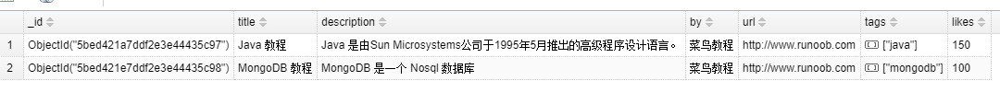 _id title description by url tags likes
1 ObjectId("5bed421a7ddf2e3e44435c97") Java 教程 Java 是由Sun Microsystems公司于1995年5月推出的高级程序设计语言。 菜鸟教程 http://www.runoob.com ["java"] 150
2 ObjectId("5bed421e7ddf2e3e44435c98") MongoDB 教程 MongoDB 是一个 Nosql 数据库 菜鸟教程 http://www.runoob.com ["mongodb"] 100